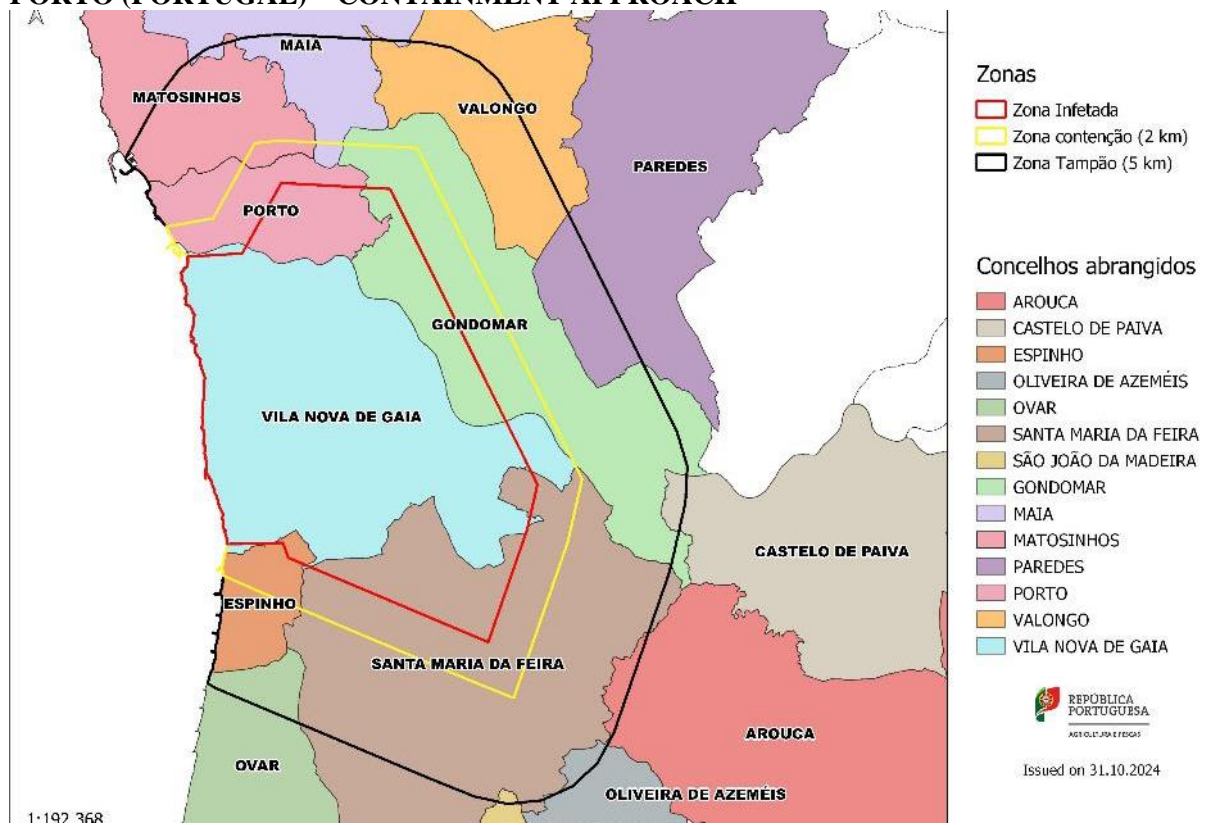 PORTO (PORTUGAL) – CONTAINMENT APPROACH
MAIA
MATOSINHOS
VALONGO
PAREDES
PORTO
GONDOMAR
VILA NOVA DE GAIA
CASTELO DE PAIVA
ESPINHO
SANTA MARIA DA FEIRA
AROUCA
OVAR
OLIVEIRA DE AZEMÉIS
1:192 368
Zonas
Zona Infetada
Zona contenção (2 km)
Zona Tampão (5 km)
Concelhos abrangidos
AROUCA
CASTELO DE PAIVA
ESPINHO
OLIVEIRA DE AZEMÉIS
OVAR
SANTA MARIA DA FEIRA
SÃO JOÃO DA MADEIRA
GONDOMAR
MAIA
MATOSINHOS
PAREDES
PORTO
VALONGO
VILA NOVA DE GAIA
REPÚBLICA
PORTUGUESA
AGRICULTURA E PESCAS
Issued on 31.10.2024